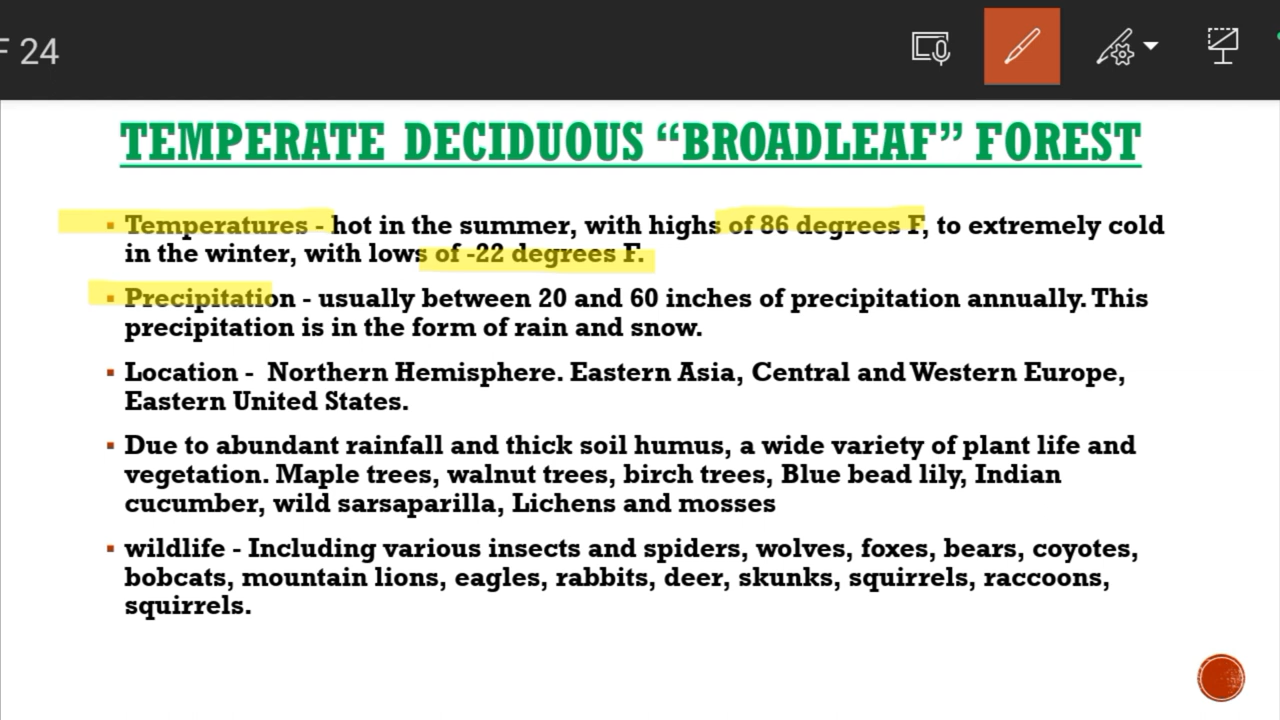 F 24
TEMPERATE DECIDUOUS “BROADLEAF” FOREST
▪ Temperatures - hot in the summer, with highs of 86 degrees F, to extremely cold
in the winter, with lows of -22 degrees F.
▪ Precipitation - usually between 20 and 60 inches of precipitation annually. This
precipitation is in the form of rain and snow.
▪ Location - Northern Hemisphere. Eastern Asia, Central and Western Europe,
Eastern United States.
▪ Due to abundant rainfall and thick soil humus, a wide variety of plant life and
vegetation. Maple trees, walnut trees, birch trees, Blue bead lily, Indian
cucumber, wild sarsaparilla, Lichens and mosses
▪ wildlife - Including various insects and spiders, wolves, foxes, bears, coyotes,
bobcats, mountain lions, eagles, rabbits, deer, skunks, squirrels, raccoons,
squirrels.